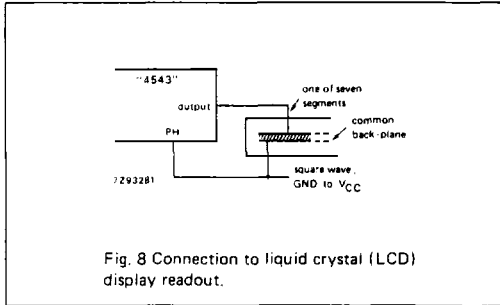 "4543"
output
PH
one of seven
segments
common
back-plane
square wave,
GND to VCC
7Z93281
Fig. 8 Connection to liquid crystal (LCD)
display readout.